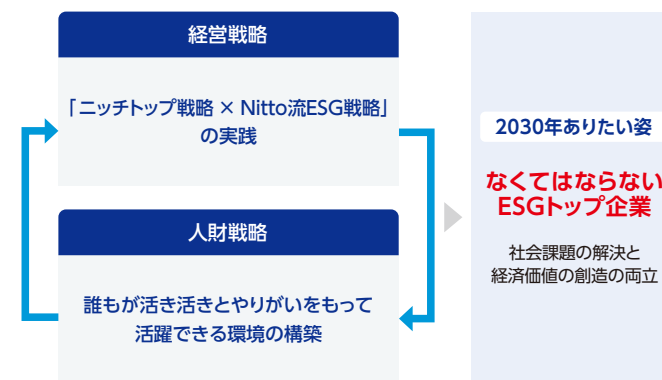 経営戦略
「ニッチトップ戦略 × Nitto流ESG戦略」
の実践
人財戦略
誰もが活き活きとやりがいをもって
活躍できる環境の構築
2030年ありたい姿
なくてはならない
ESGトップ企業
社会課題の解決と
経済価値の創造の両立